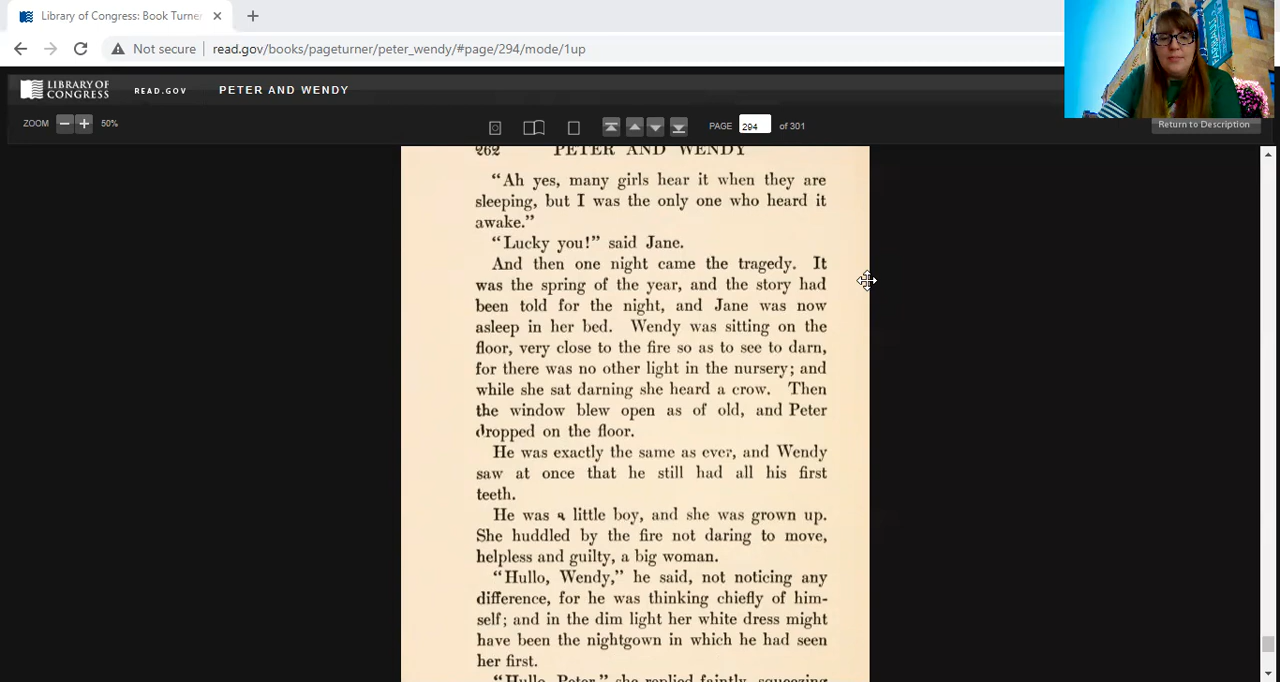 Library of Congress: Book Turner
Not secure
read.gov/books/pageturner/peter_wendy/#page/294/mode/1up
LIBRARY OF CONGRESS
READ.GOV
PETER AND WENDY
ZOOM
50%
PAGE 294 of 301
Return to Description
262 PETER AND WENDY
“Ah yes, many girls hear it when they are
sleeping, but I was the only one who heard it
awake.”
“Lucky you!” said Jane.
And then one night came the tragedy. It
was the spring of the year, and the story had
been told for the night, and Jane was now
asleep in her bed. Wendy was sitting on the
floor, very close to the fire so as to see to darn,
for there was no other light in the nursery; and
while she sat darning she heard a crow. Then
the window blew open as of old, and Peter
dropped on the floor.
He was exactly the same as ever, and Wendy
saw at once that he still had all his first
teeth.
He was a little boy, and she was grown up.
She huddled by the fire not daring to move,
helpless and guilty, a big woman.
“Hullo, Wendy,” he said, not noticing any
difference, for he was thinking chiefly of him-
self; and in the dim light her white dress might
have been the nightgown in which he had seen
her first.
“Hullo, Peter,” she replied faintly, squeezing